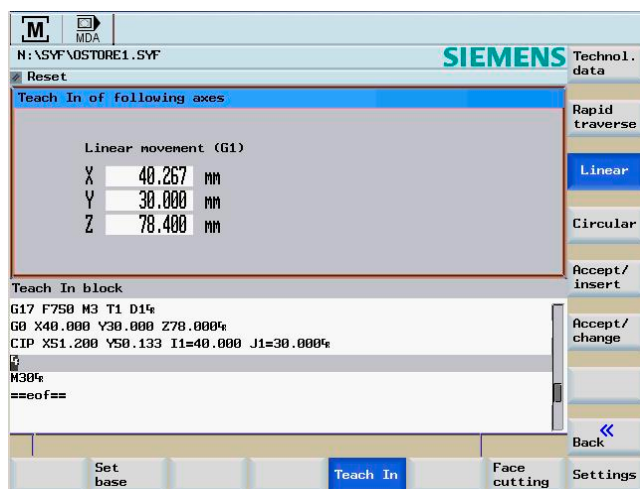 M
MDA
N:\SYF\OSTORE1.SYF
SIEMENS
Reset
Teach In of following axes
Linear movement (G1)
X 40.267 mm
Y 30.000 mm
Z 78.400 mm
Teach In block
G17 F750 M3 T1 D1
G0 X40.000 Y30.000 Z78.000
CIP X51.200 Y50.133 I1=40.000 J1=30.000
M30
==eof==
Technol.
data
Rapid
traverse
Linear
Circular
Accept/
insert
Accept/
change
«
Back
Set
base
Teach In
Face
cutting
Settings